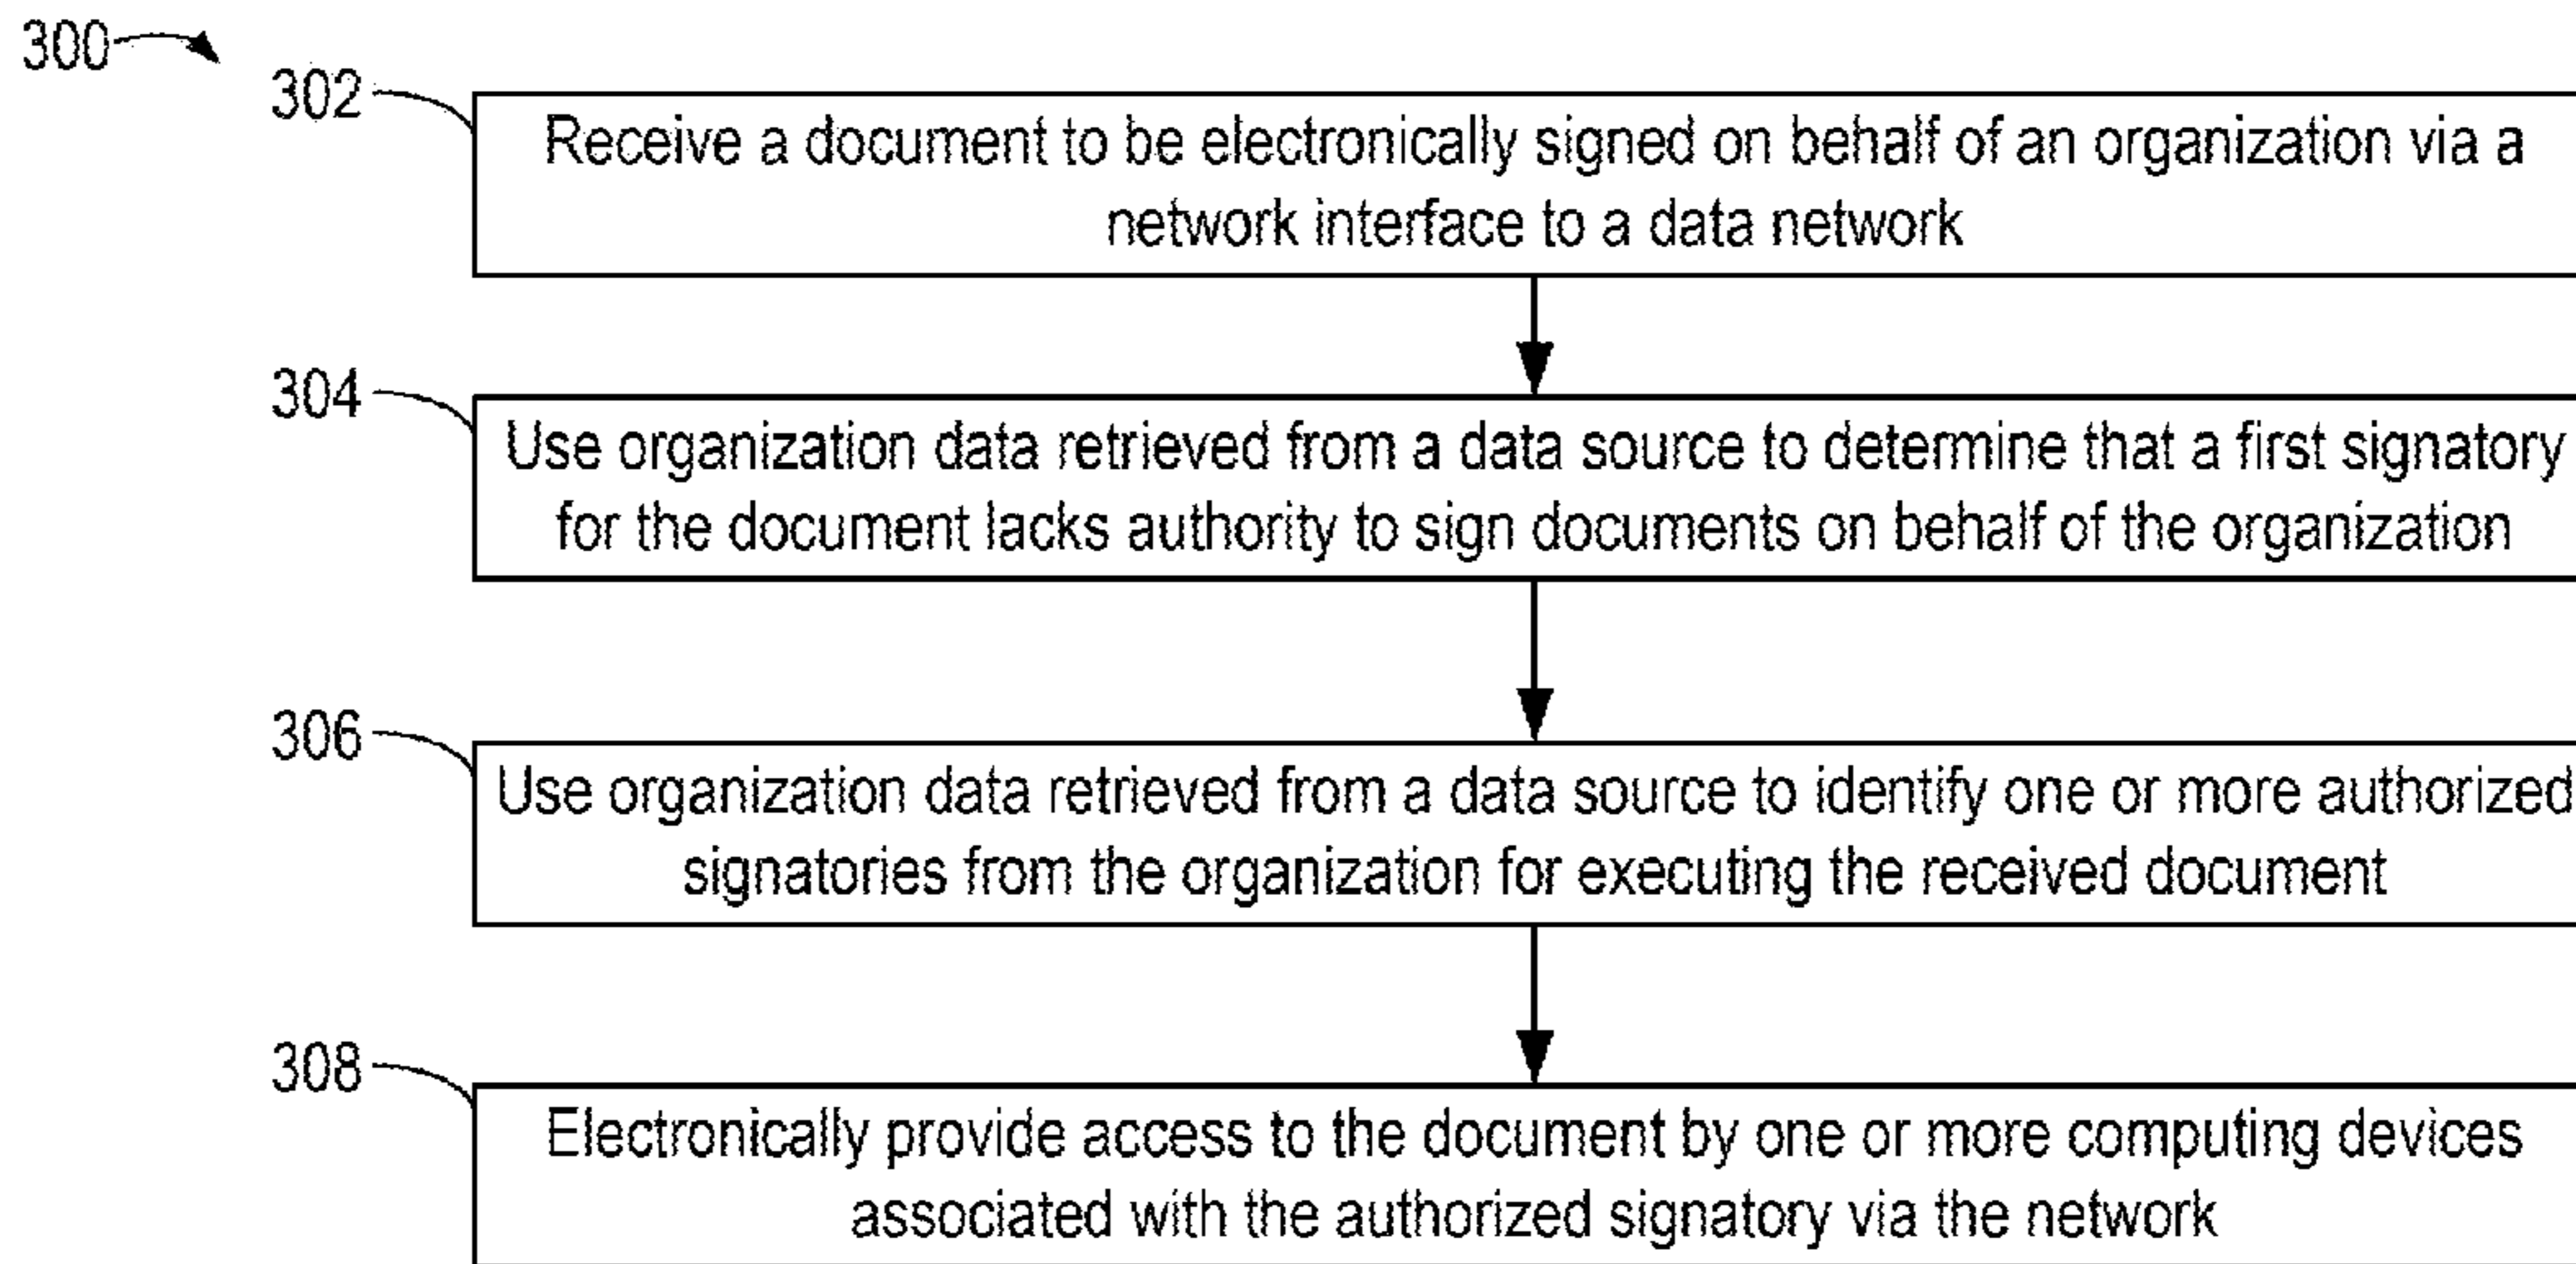 300
302
Receive a document to be electronically signed on behalf of an organization via a
network interface to a data network
304
Use organization data retrieved from a data source to determine that a first signatory
for the document lacks authority to sign documents on behalf of the organization
306
Use organization data retrieved from a data source to identify one or more authorized
signatories from the organization for executing the received document
308
Electronically provide access to the document by one or more computing devices
associated with the authorized signatory via the network